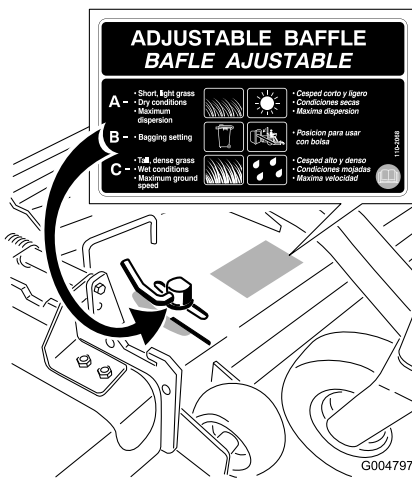 ADJUSTABLE BAFFLE
BAFLE AJUSTABLE
A - • Short, light grass
• Dry conditions
• Maximum
dispersion
• Cesped corto y ligero
• Condiciones secas
• Maxima dispersion
B - • Bagging setting
• Posicion para usar
con bolsa
C - • Tall, dense grass
• Wet conditions
• Maximum ground
speed
• Cesped alto y denso
• Condiciones mojadas
• Maxima velocidad
110-2068
G004797